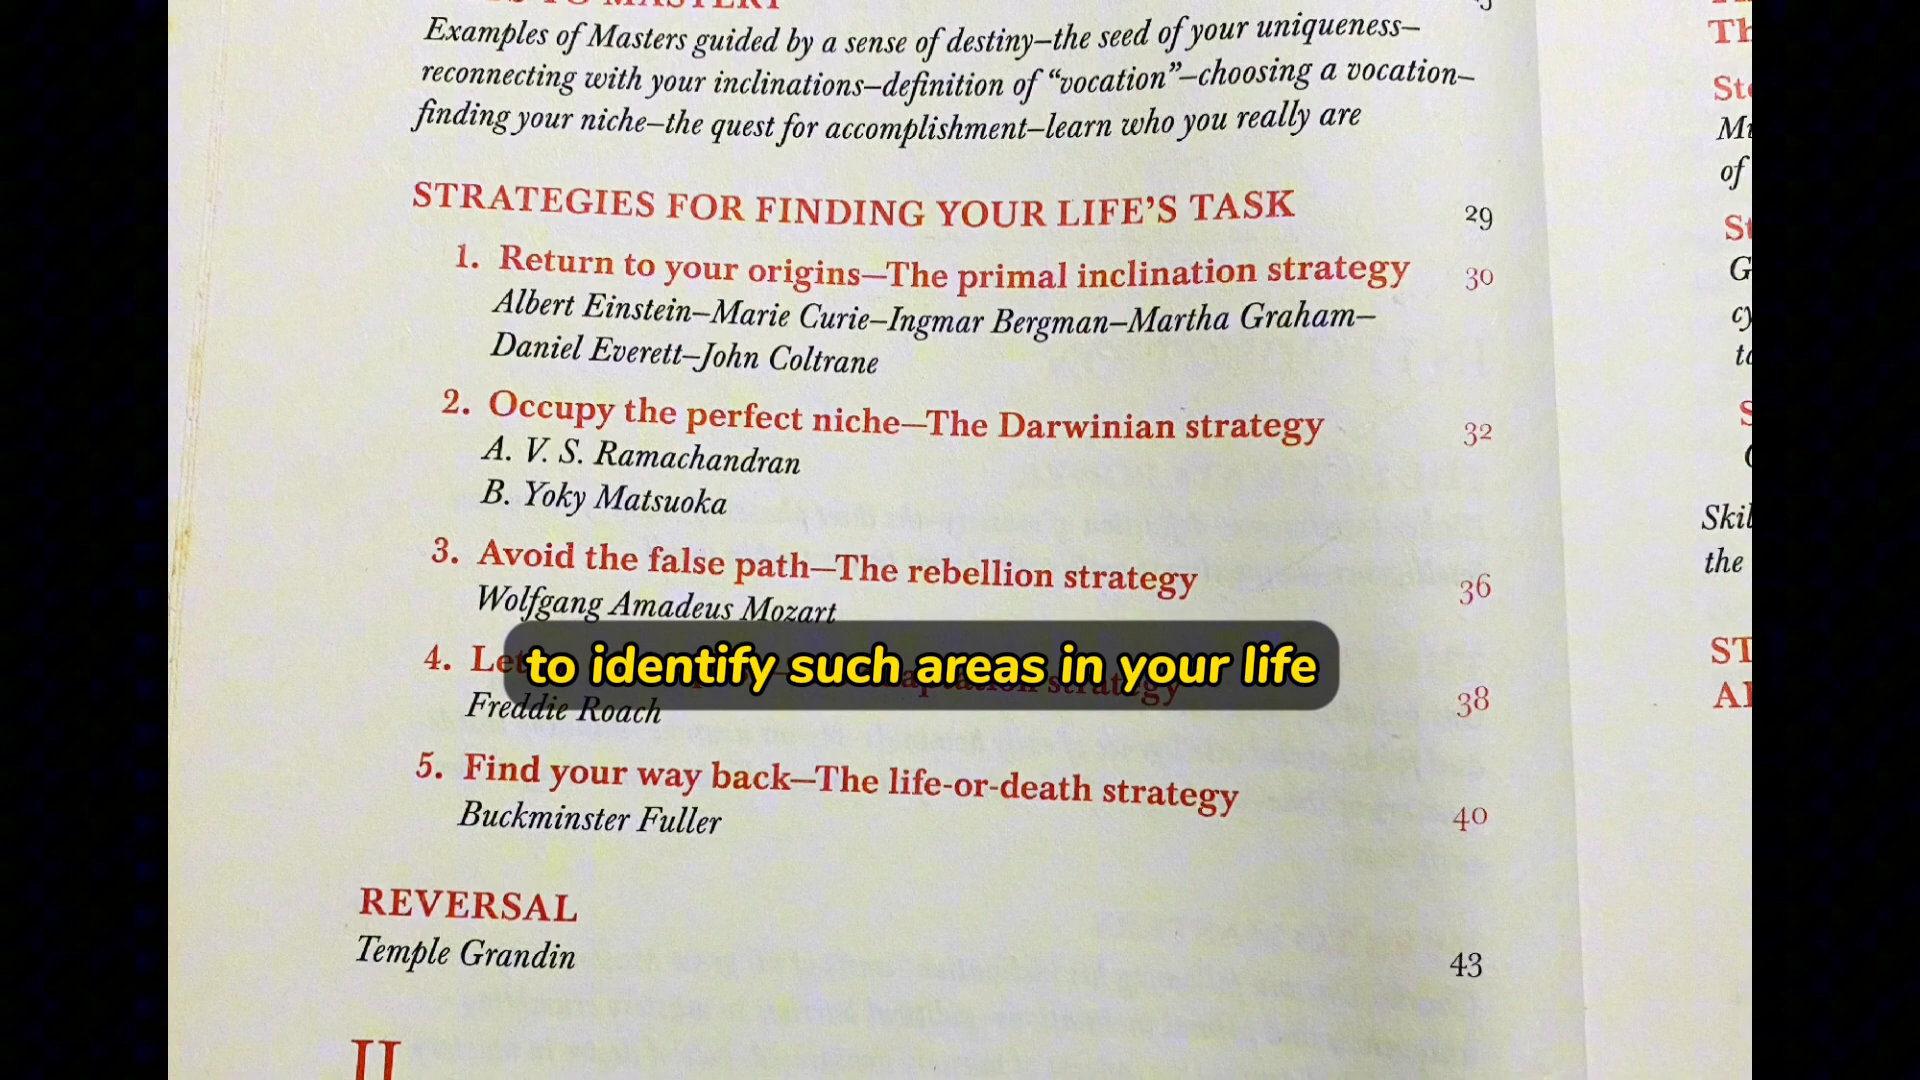 Examples of Masters guided by a sense of destiny—the seed of your uniqueness—
reconnecting with your inclinations—definition of “vocation”—choosing a vocation—
finding your niche—the quest for accomplishment—learn who you really are
STRATEGIES FOR FINDING YOUR LIFE’S TASK 29
1. Return to your origins—The primal inclination strategy 30
Albert Einstein—Marie Curie—Ingmar Bergman—Martha Graham—
Daniel Everett—John Coltrane
2. Occupy the perfect niche—The Darwinian strategy 32
A. V. S. Ramachandran
B. Yoky Matsuoka
3. Avoid the false path—The rebellion strategy 36
Wolfgang Amadeus Mozart
4. Let strategy 38
to identify such areas in your life
Freddie Roach
5. Find your way back—The life-or-death strategy 40
Buckminster Fuller
REVERSAL
Temple Grandin 43
II
of
Skil
the
ST